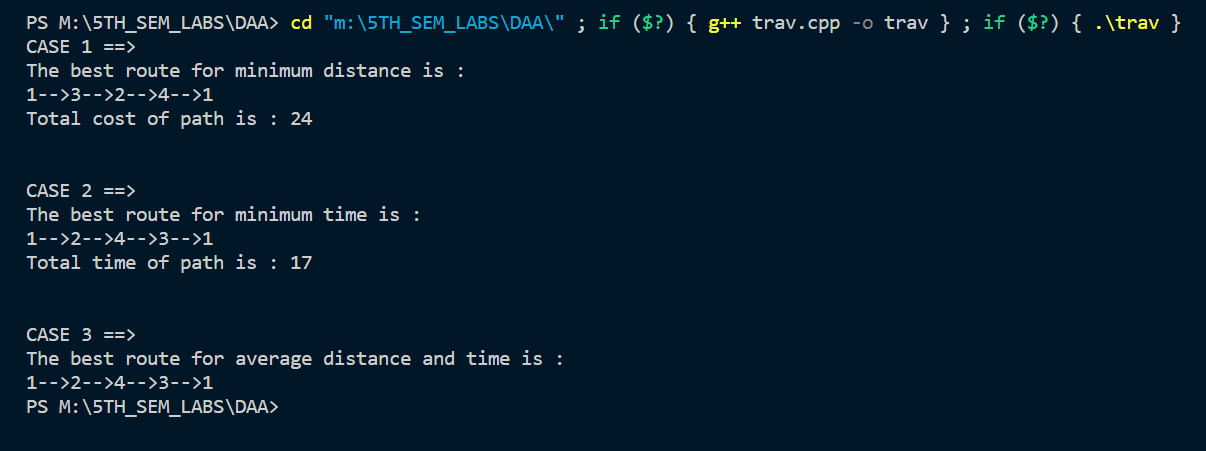 PS M:\5TH_SEM_LABS\DAA> cd "m:\5TH_SEM_LABS\DAA\" ; if ($?) { g++ trav.cpp -o trav } ; if ($?) { .\trav }
CASE 1 ==>
The best route for minimum distance is :
1-->3-->2-->4-->1
Total cost of path is : 24
CASE 2 ==>
The best route for minimum time is :
1-->2-->4-->3-->1
Total time of path is : 17
CASE 3 ==>
The best route for average distance and time is :
1-->2-->4-->3-->1
PS M:\5TH_SEM_LABS\DAA>